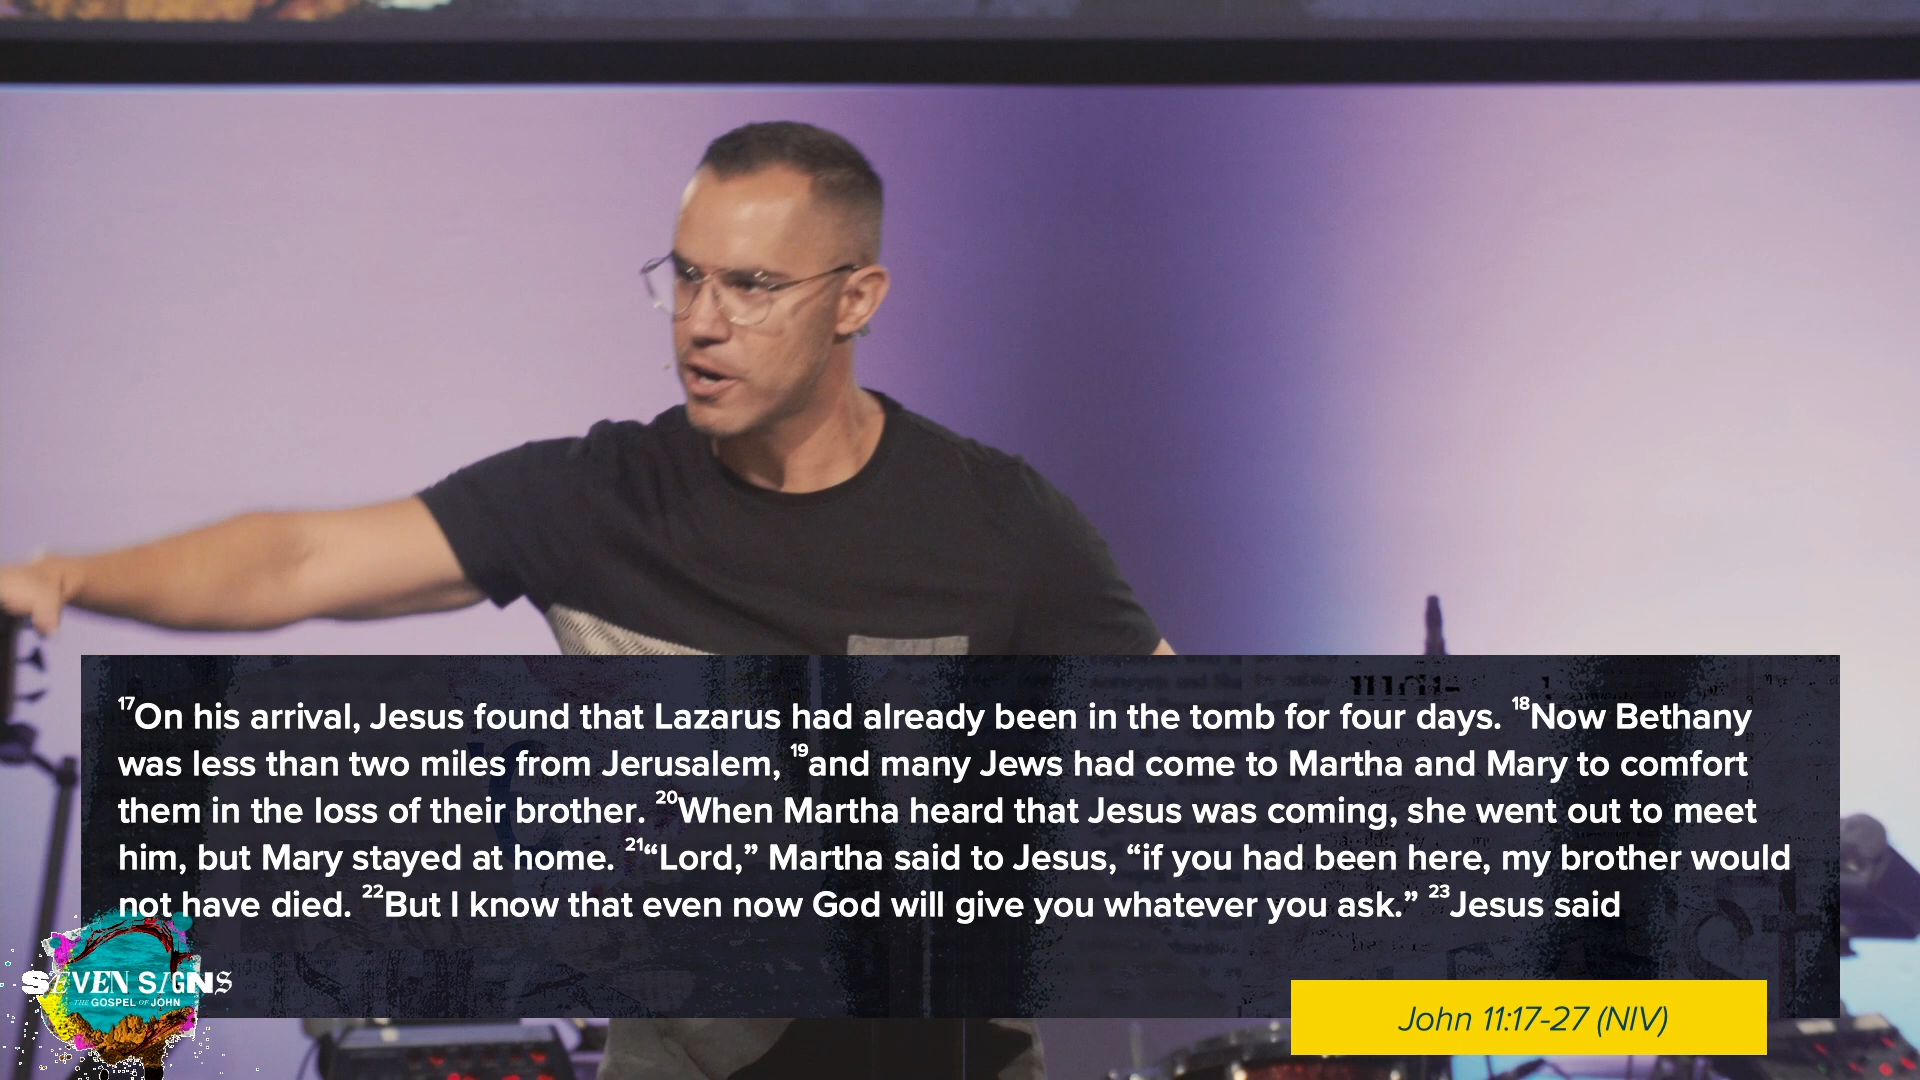 ¹⁷On his arrival, Jesus found that Lazarus had already been in the tomb for four days. ¹⁸Now Bethany
was less than two miles from Jerusalem, ¹⁹and many Jews had come to Martha and Mary to comfort
them in the loss of their brother. ²⁰When Martha heard that Jesus was coming, she went out to meet
him, but Mary stayed at home. ²¹“Lord,” Martha said to Jesus, “if you had been here, my brother would
not have died. ²²But I know that even now God will give you whatever you ask.” ²³Jesus said
SEVEN SIGNS
THE GOSPEL OF JOHN
John 11:17-27 (NIV)